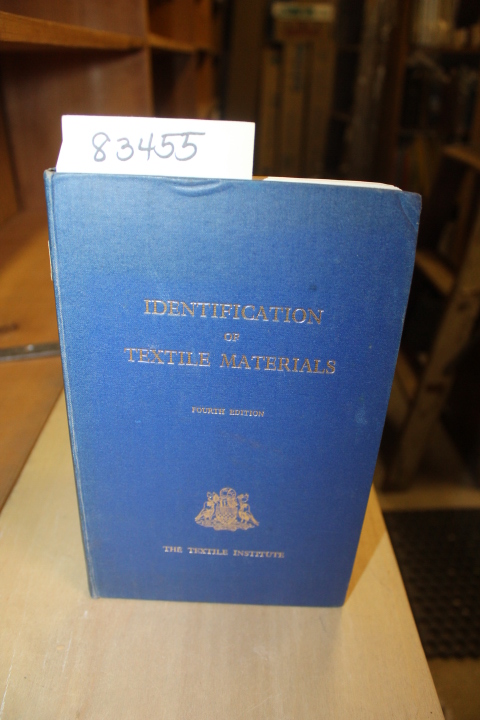 83455
IDENTIFICATION
OF
TEXTILE MATERIALS
FOURTH EDITION
THE TEXTILE INSTITUTE